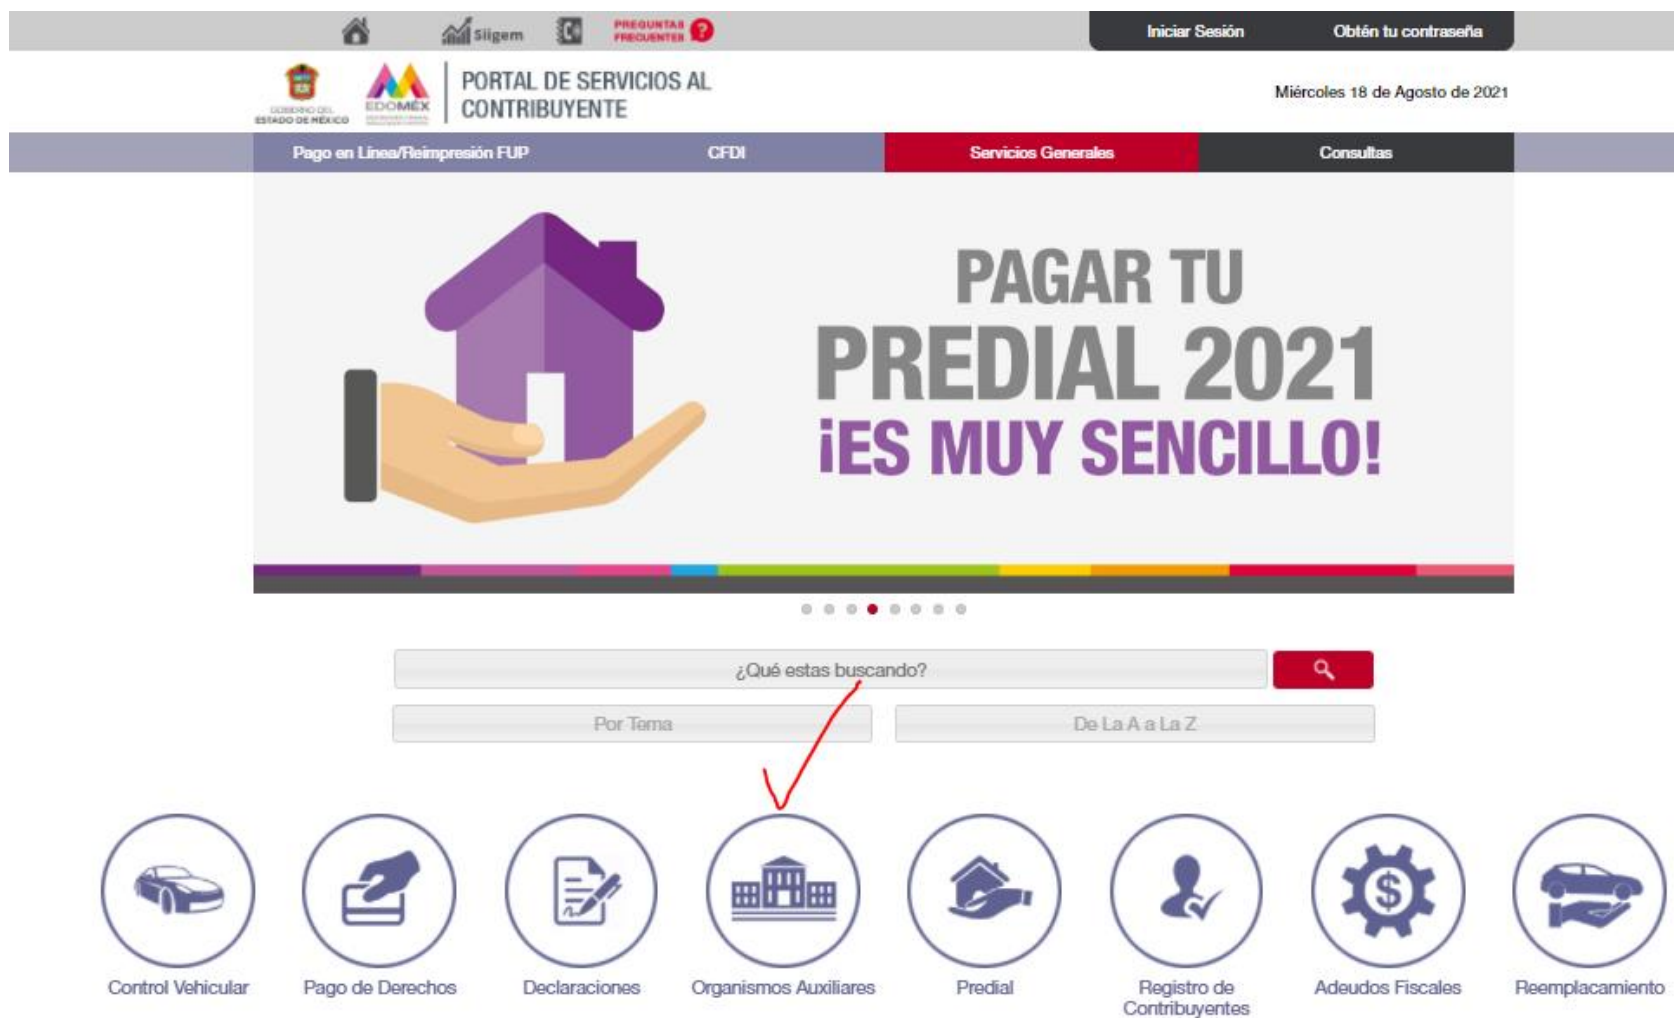 Siigem
PREGUNTAS
FRECUENTES ?
Iniciar Sesión
Obtén tu contraseña
GOBIERNO DEL
ESTADO DE MÉXICO
EDOMÉX
PORTAL DE SERVICIOS AL
CONTRIBUYENTE
Miércoles 18 de Agosto de 2021
Pago en Línea/Reimpresión FUP
CFDI
Servicios Generales
Consultas
PAGAR TU
PREDIAL 2021
¡ES MUY SENCILLO!
¿Qué estas buscando?
Por Tema
De La A a La Z
Control Vehicular
Pago de Derechos
Declaraciones
Organismos Auxiliares
Predial
Registro de
Contribuyentes
Adeudos Fiscales
Reemplacamiento